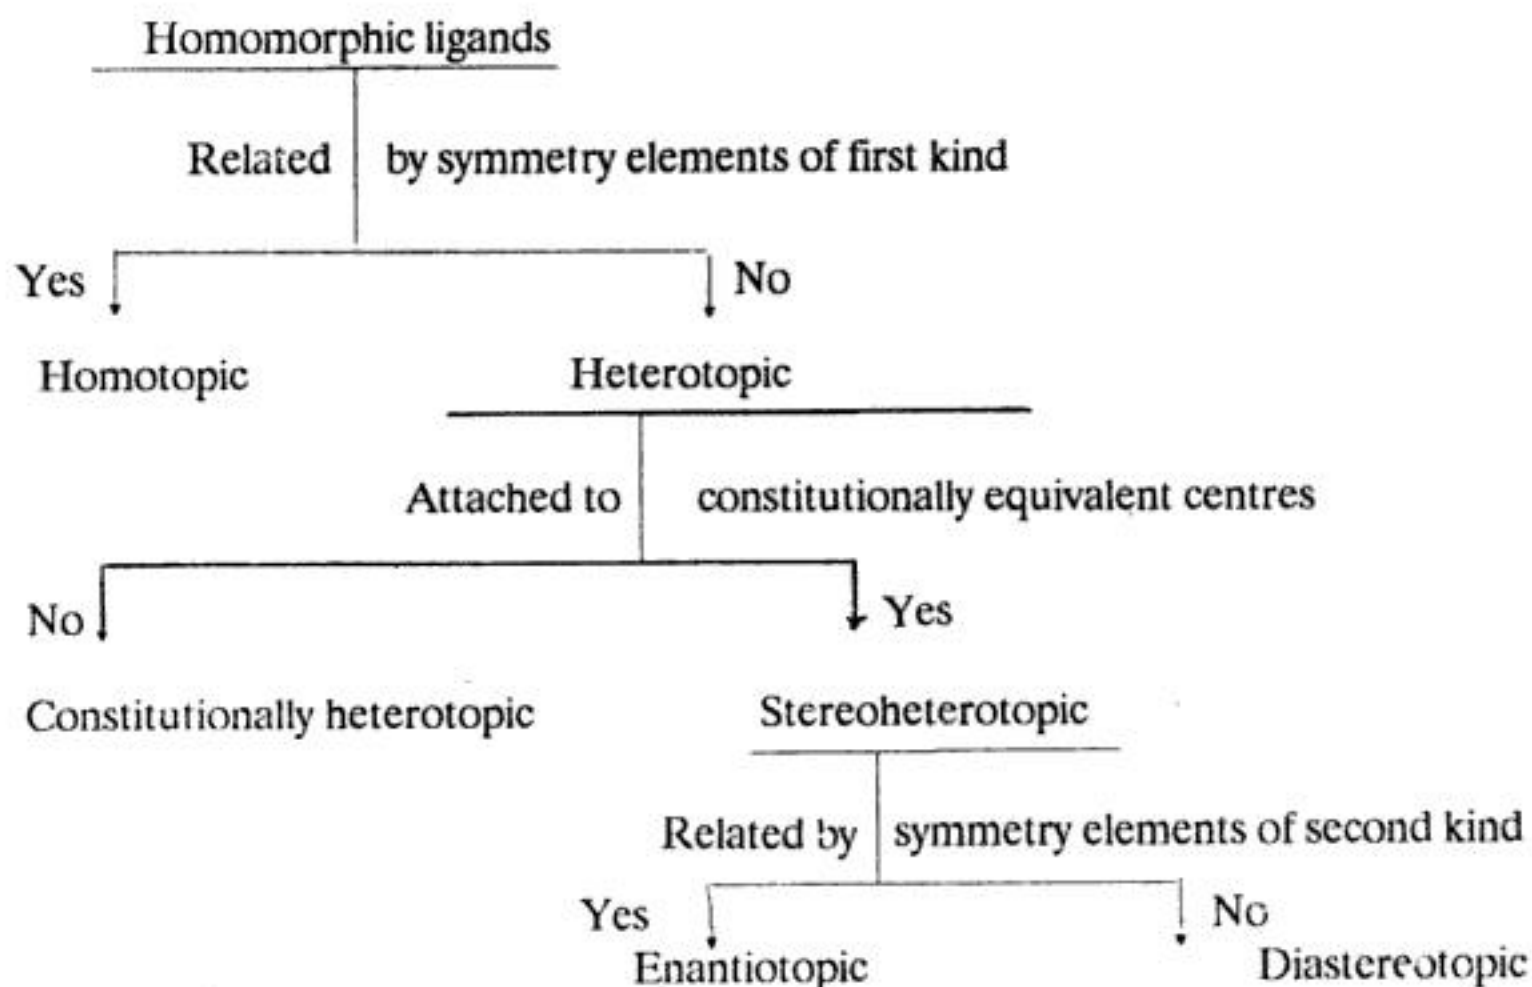 Homomorphic ligands
Related by symmetry elements of first kind
Yes No
Homotopic Heterotopic
Attached to constitutionally equivalent centres
No Yes
Constitutionally heterotopic Stereoheterotopic
Related by symmetry elements of second kind
Yes No
Enantiotopic Diastereotopic